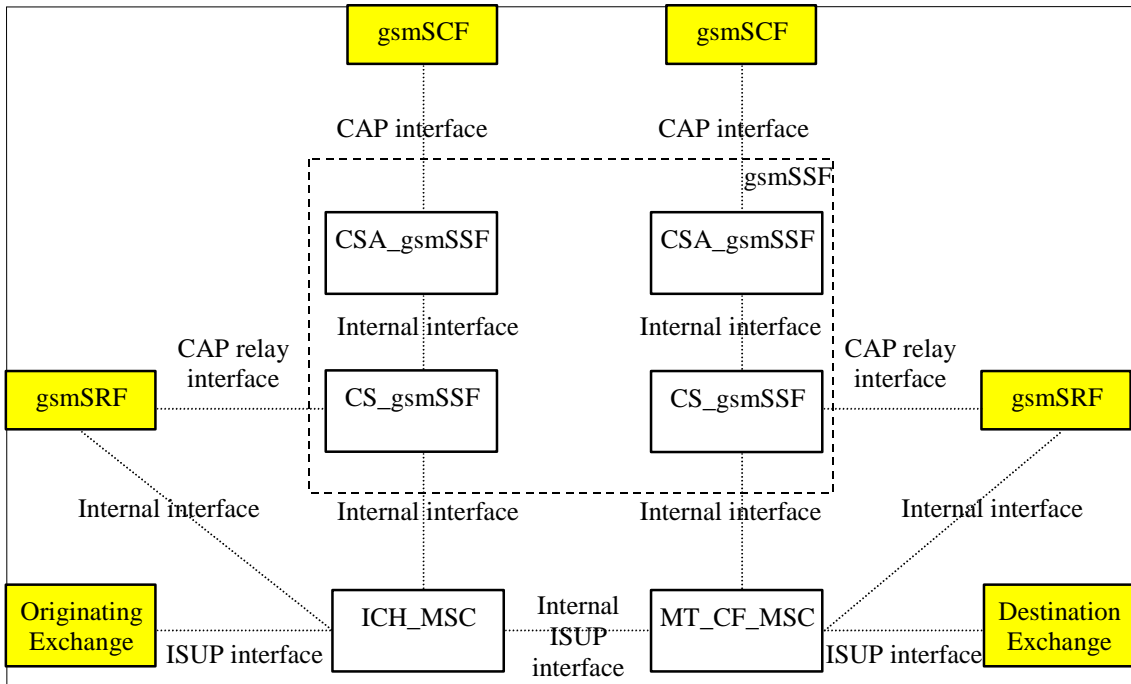 gsmSCF
gsmSCF
CAP interface
CAP interface
gsmSSF
CSA_gsmSSF
CSA_gsmSSF
Internal interface
Internal interface
CAP relay
interface
CAP relay
interface
gsmSRF
CS_gsmSSF
CS_gsmSSF
gsmSRF
Internal interface
Internal interface
Internal interface
Internal interface
Originating
Exchange
ICH_MSC
Internal
ISUP
interface
MT_CF_MSC
Destination
Exchange
ISUP interface
ISUP interface